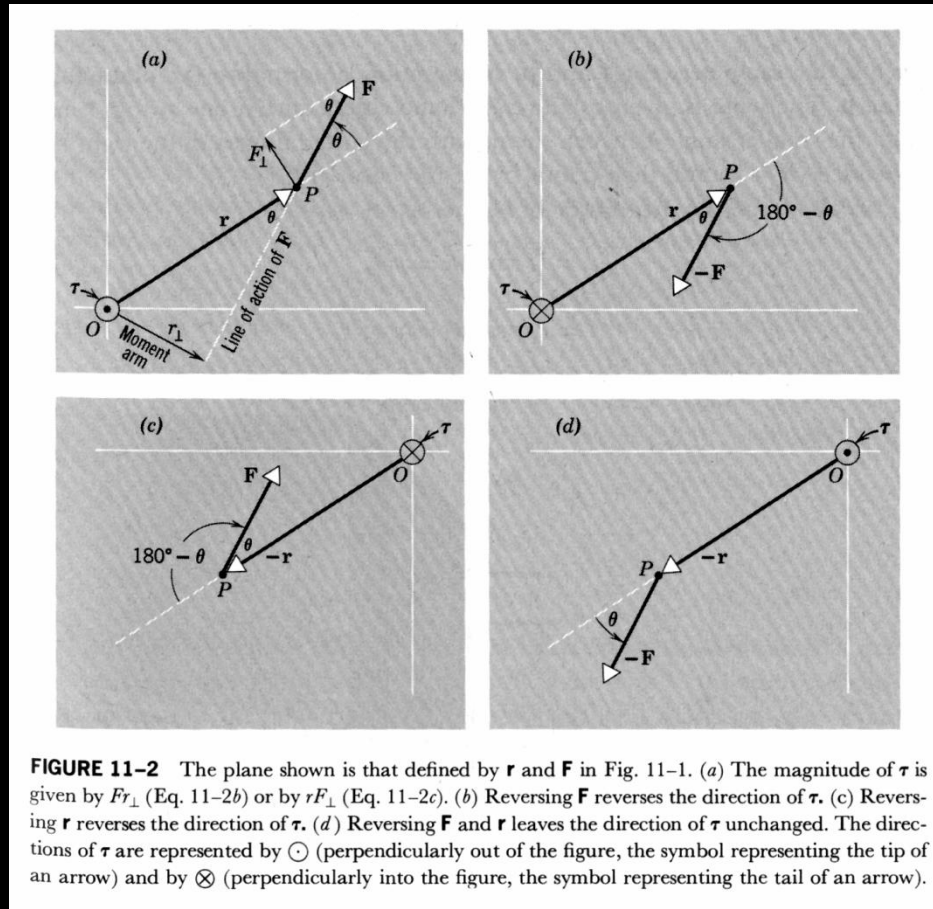 (a)
F
θ
θ
F⊥
P
r
θ
Line of action of F
τ
O
r⊥
Moment
arm
(b)
P
r
θ
180° − θ
−F
τ
O
(c)
τ
F
O
180° − θ
θ
−r
P
(d)
τ
O
P
−r
θ
−F
FIGURE 11–2 The plane shown is that defined by r and F in Fig. 11–1. (a) The magnitude of τ is
given by Fr⊥ (Eq. 11–2b) or by rF⊥ (Eq. 11–2c). (b) Reversing F reverses the direction of τ. (c) Revers-
ing r reverses the direction of τ. (d) Reversing F and r leaves the direction of τ unchanged. The direc-
tions of τ are represented by ⊙ (perpendicularly out of the figure, the symbol representing the tip of
an arrow) and by ⊗ (perpendicularly into the figure, the symbol representing the tail of an arrow).